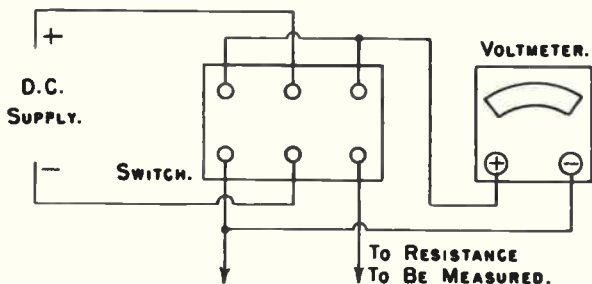 +
D.C.
SUPPLY.
−
SWITCH.
VOLTMETER.
+ −
TO RESISTANCE
TO BE MEASURED.